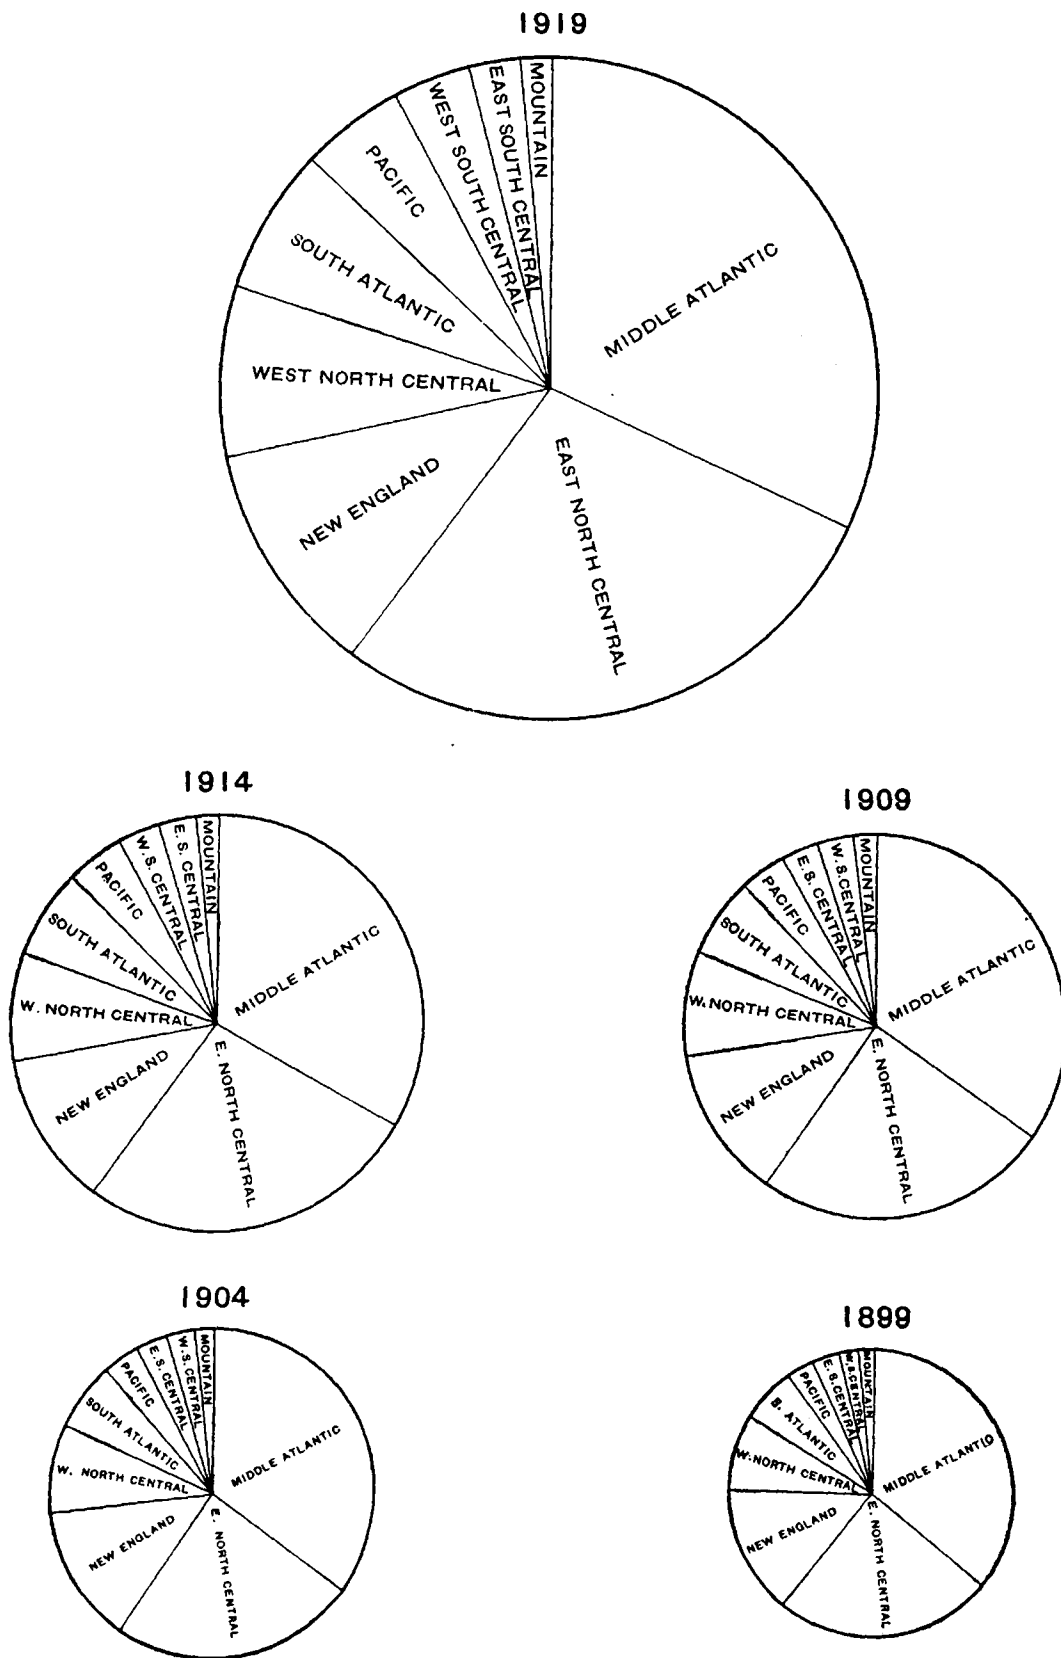 1919
MOUNTAIN
EAST SOUTH CENTRAL
WEST SOUTH CENTRAL
PACIFIC
SOUTH ATLANTIC
WEST NORTH CENTRAL
NEW ENGLAND
EAST NORTH CENTRAL
MIDDLE ATLANTIC
1914
MOUNTAIN
E. S. CENTRAL
W. S. CENTRAL
PACIFIC
SOUTH ATLANTIC
W. NORTH CENTRAL
NEW ENGLAND
E. NORTH CENTRAL
MIDDLE ATLANTIC
1909
MOUNTAIN
W. S. CENTRAL
E. S. CENTRAL
PACIFIC
SOUTH ATLANTIC
W. NORTH CENTRAL
NEW ENGLAND
E. NORTH CENTRAL
MIDDLE ATLANTIC
1904
MOUNTAIN
W. S. CENTRAL
E. S. CENTRAL
PACIFIC
SOUTH ATLANTIC
W. NORTH CENTRAL
NEW ENGLAND
E. NORTH CENTRAL
MIDDLE ATLANTIC
1899
MOUNTAIN
W. S. CENTRAL
E. S. CENTRAL
PACIFIC
S. ATLANTIC
W. NORTH CENTRAL
NEW ENGLAND
E. NORTH CENTRAL
MIDDLE ATLANTIC